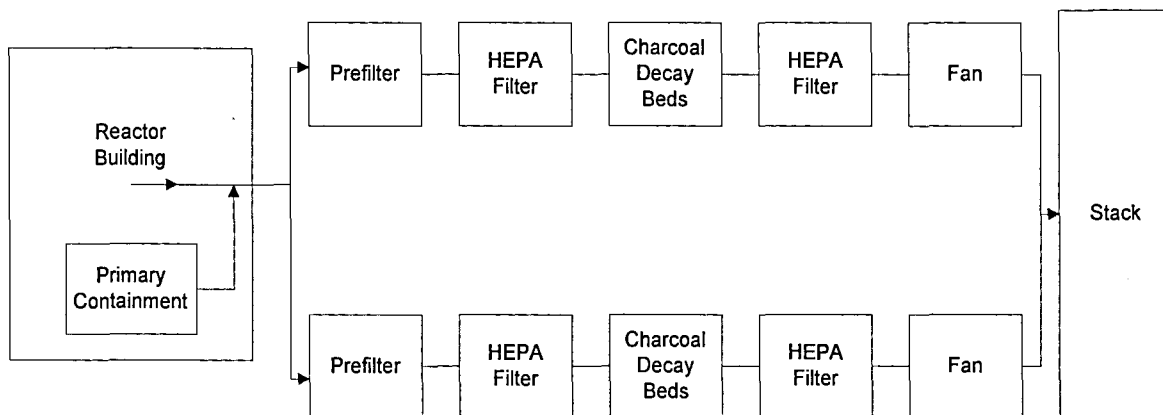 Reactor
Building
Primary
Containment
Prefilter
HEPA
Filter
Charcoal
Decay
Beds
HEPA
Filter
Fan
Prefilter
HEPA
Filter
Charcoal
Decay
Beds
HEPA
Filter
Fan
Stack